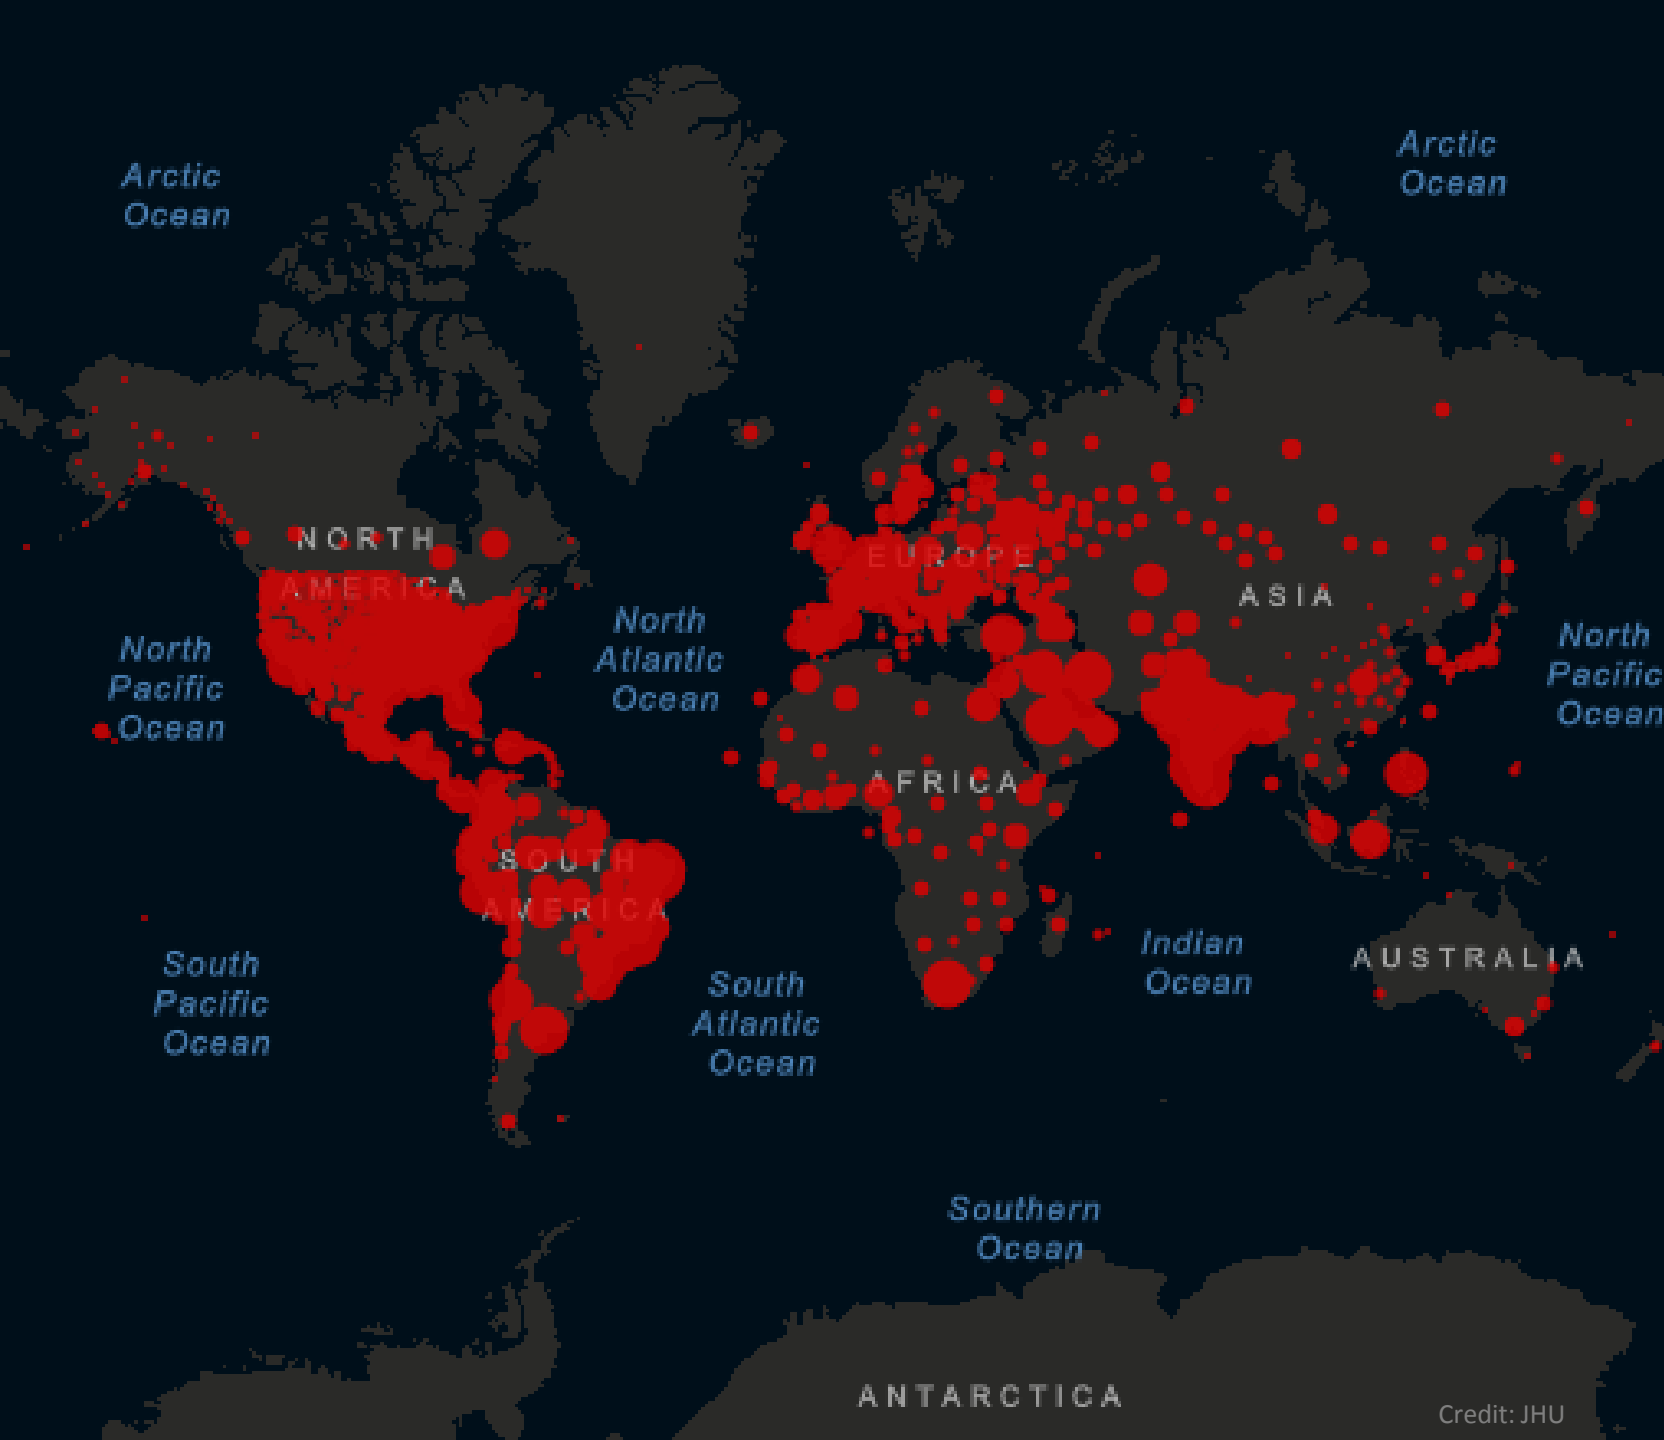 Arctic
Ocean
Arctic
Ocean
NORTH
AMERICA
EUROPE
ASIA
North
Pacific
Ocean
North
Atlantic
Ocean
North
Pacific
Ocean
AFRICA
SOUTH
AMERICA
South
Pacific
Ocean
South
Atlantic
Ocean
Indian
Ocean
AUSTRALIA
Southern
Ocean
ANTARCTICA
Credit: JHU